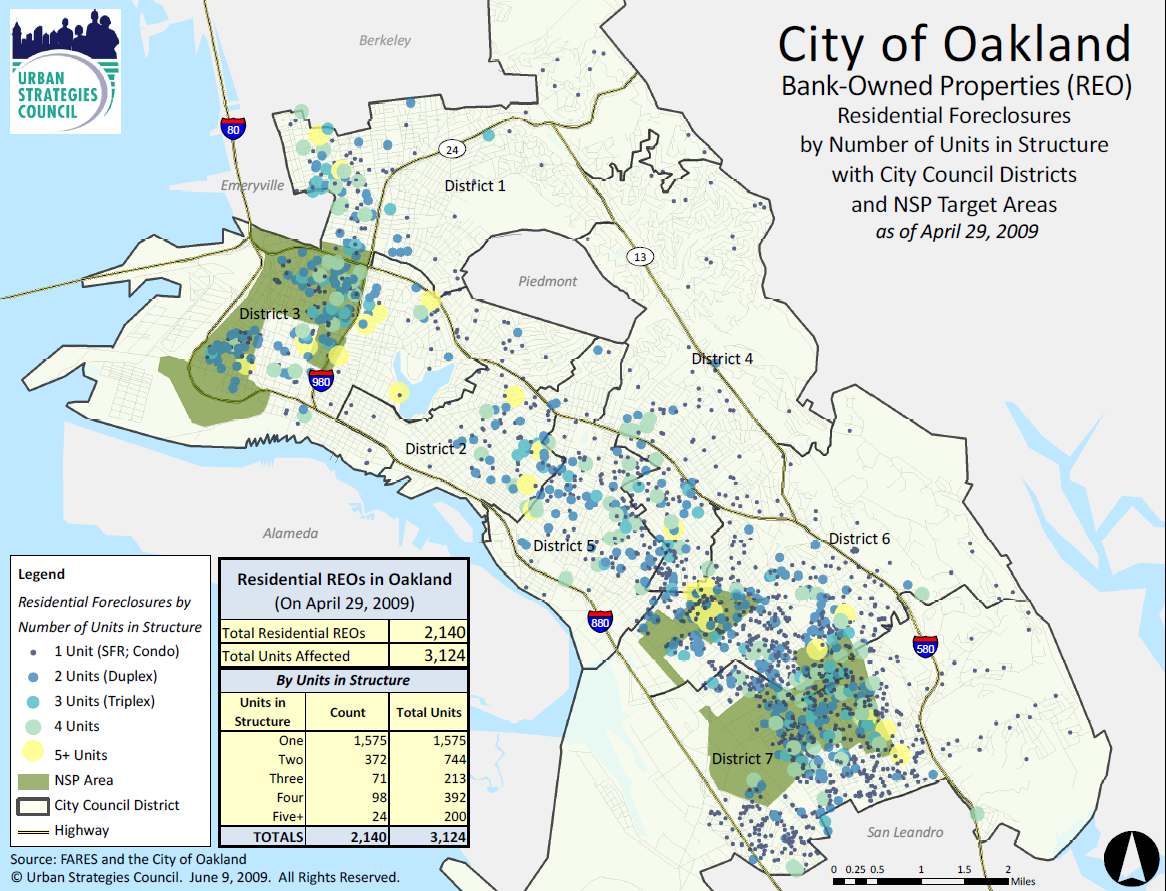 City of Oakland
Bank-Owned Properties (REO)
Residential Foreclosures
by Number of Units in Structure
with City Council Districts
and NSP Target Areas
as of April 29, 2009
URBAN
STRATEGIES
COUNCIL
Berkeley
80
24
Emeryville
District 1
13
Piedmont
District 3
District 4
980
District 2
Alameda
District 5
District 6
880
580
District 7
San Leandro
Legend
Residential Foreclosures by
Number of Units in Structure
1 Unit (SFR; Condo)
2 Units (Duplex)
3 Units (Triplex)
4 Units
5+ Units
NSP Area
City Council District
Highway
Residential REOs in Oakland
(On April 29, 2009)
Total Residential REOs 2,140
Total Units Affected 3,124
By Units in Structure
Units in
Structure Count Total Units
One 1,575 1,575
Two 372 744
Three 71 213
Four 98 392
Five+ 24 200
TOTALS 2,140 3,124
Source: FARES and the City of Oakland
© Urban Strategies Council. June 9, 2009. All Rights Reserved.
0 0.25 0.5 1 1.5 2
Miles